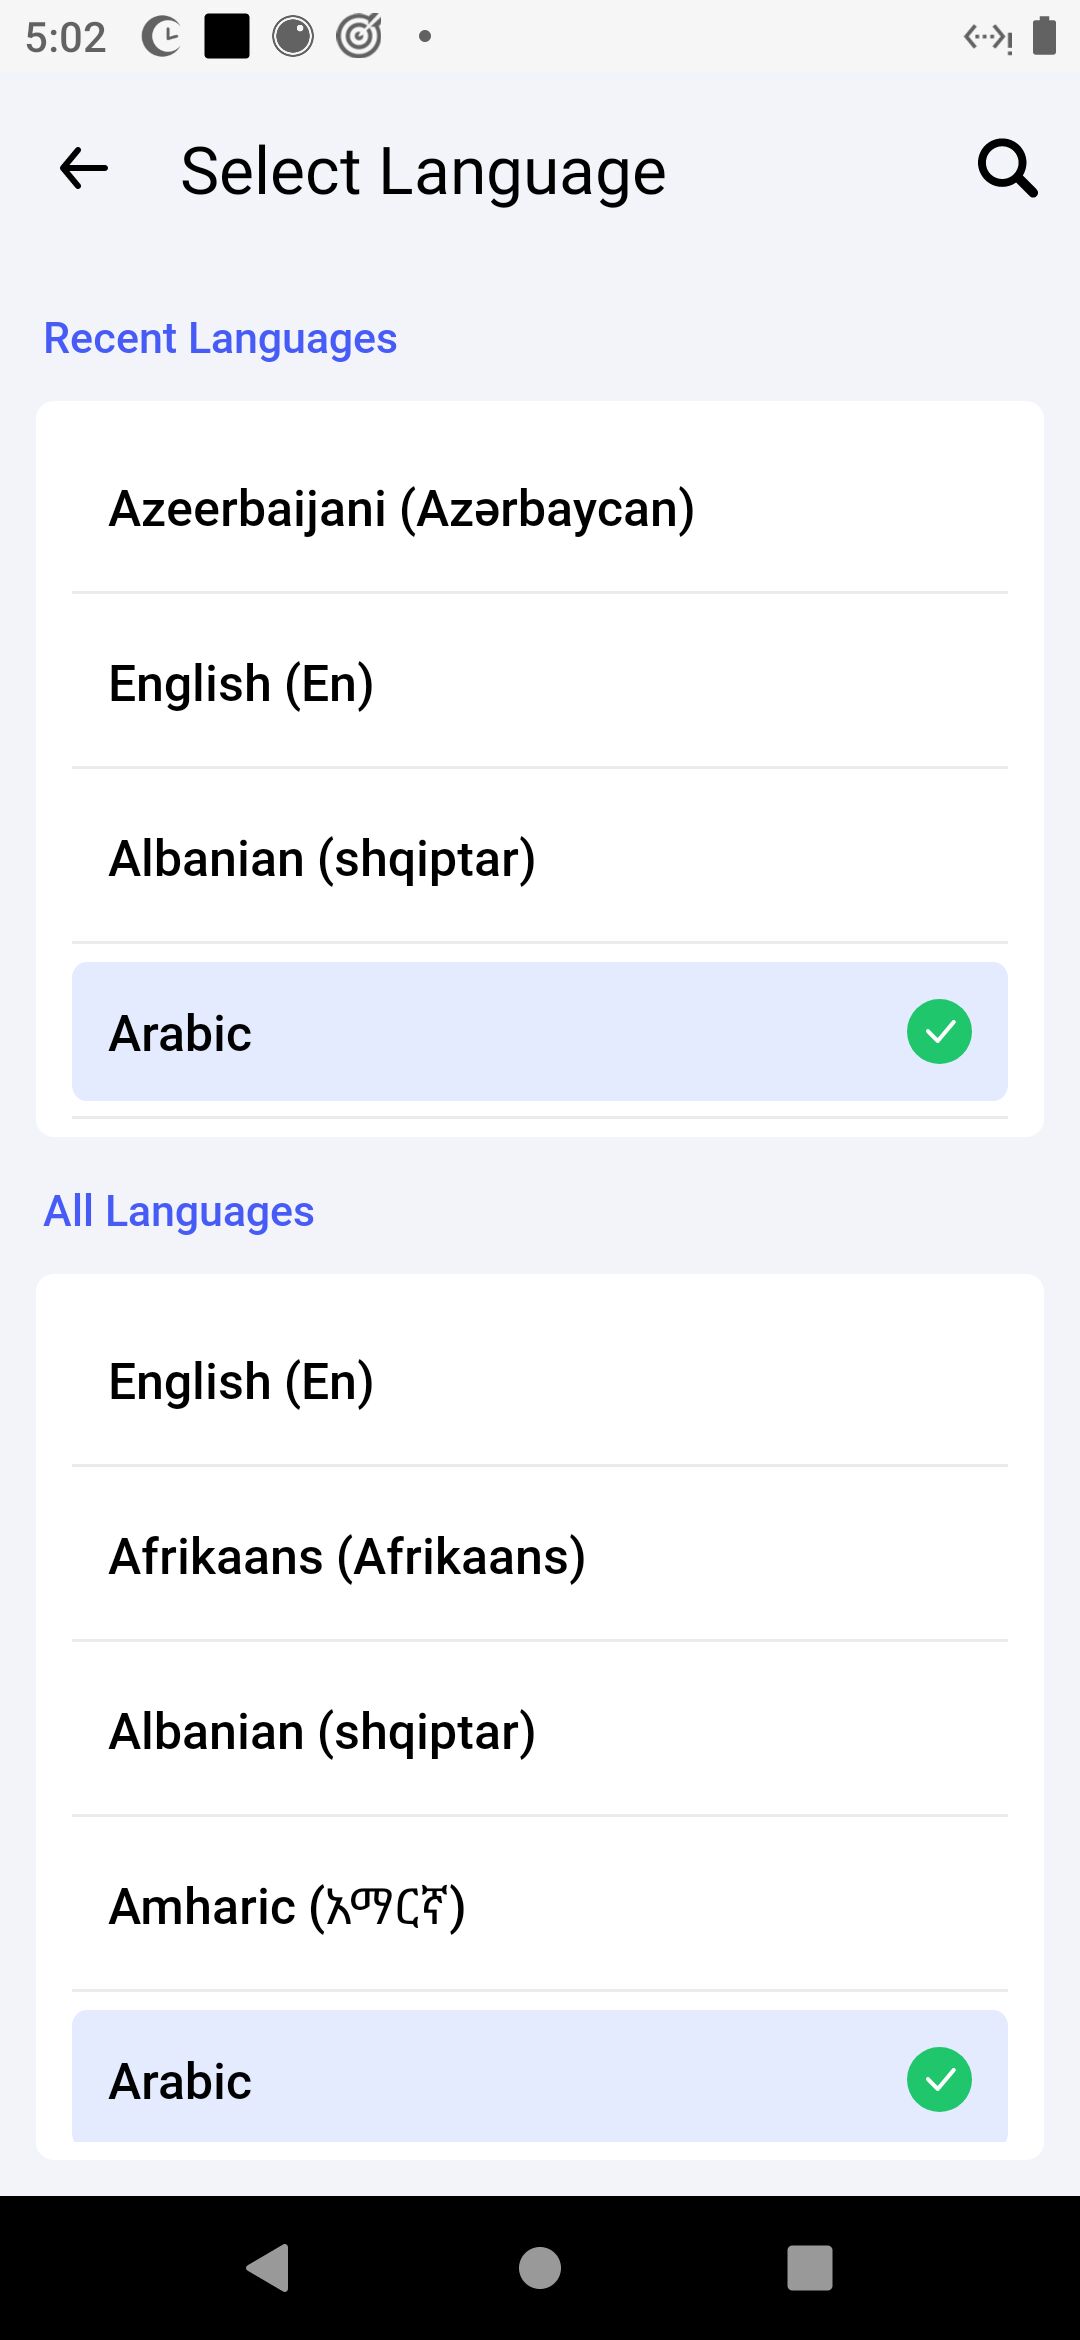 5:02
Select Language
Recent Languages
Azeerbaijani (Azərbaycan)
English (En)
Albanian (shqiptar)
Arabic
All Languages
English (En)
Afrikaans (Afrikaans)
Albanian (shqiptar)
Amharic (አማርኛ)
Arabic